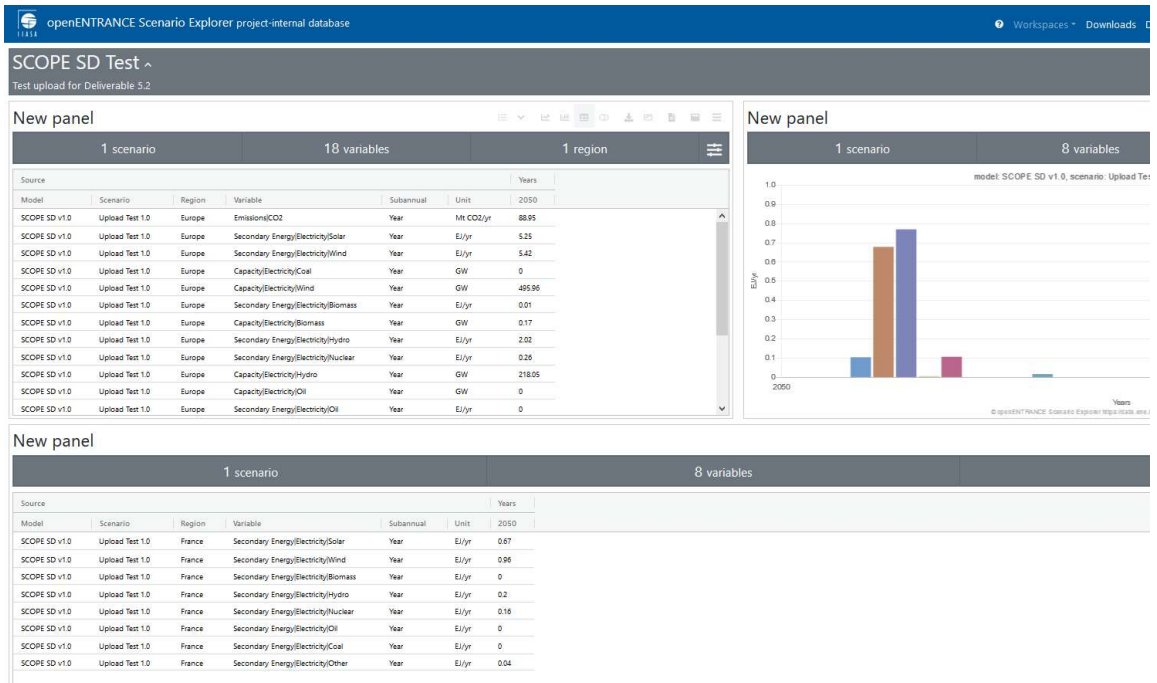 openENTRANCE Scenario Explorer project-internal database
Workspaces Downloads D
IIASA
SCOPE SD Test
Test upload for Deliverable 5.2
New panel
1 scenario 18 variables 1 region
Source Years
Model Scenario Region Variable Subannual Unit 2050
SCOPE SD v1.0 Upload Test 1.0 Europe Emissions|CO2 Year Mt CO2/yr 88.95
SCOPE SD v1.0 Upload Test 1.0 Europe Secondary Energy|Electricity|Solar Year EJ/yr 5.25
SCOPE SD v1.0 Upload Test 1.0 Europe Secondary Energy|Electricity|Wind Year EJ/yr 5.42
SCOPE SD v1.0 Upload Test 1.0 Europe Capacity|Electricity|Coal Year GW 0
SCOPE SD v1.0 Upload Test 1.0 Europe Capacity|Electricity|Wind Year GW 495.96
SCOPE SD v1.0 Upload Test 1.0 Europe Secondary Energy|Electricity|Biomass Year EJ/yr 0.01
SCOPE SD v1.0 Upload Test 1.0 Europe Capacity|Electricity|Biomass Year GW 0.17
SCOPE SD v1.0 Upload Test 1.0 Europe Secondary Energy|Electricity|Hydro Year EJ/yr 2.02
SCOPE SD v1.0 Upload Test 1.0 Europe Secondary Energy|Electricity|Nuclear Year EJ/yr 0.26
SCOPE SD v1.0 Upload Test 1.0 Europe Capacity|Electricity|Hydro Year GW 218.05
SCOPE SD v1.0 Upload Test 1.0 Europe Capacity|Electricity|Oil Year GW 0
SCOPE SD v1.0 Upload Test 1.0 Europe Secondary Energy|Electricity|Oil Year EJ/yr 0
New panel
1 scenario 8 variables
model: SCOPE SD v1.0, scenario: Upload Tes
1.0
0.9
0.8
0.7
0.6
0.5
0.4
0.3
0.2
0.1
0
EJ/yr
2050
Years
© openENTRANCE Scenario Explorer
New panel
1 scenario 8 variables
Source Years
Model Scenario Region Variable Subannual Unit 2050
SCOPE SD v1.0 Upload Test 1.0 France Secondary Energy|Electricity|Solar Year EJ/yr 0.67
SCOPE SD v1.0 Upload Test 1.0 France Secondary Energy|Electricity|Wind Year EJ/yr 0.96
SCOPE SD v1.0 Upload Test 1.0 France Secondary Energy|Electricity|Biomass Year EJ/yr 0
SCOPE SD v1.0 Upload Test 1.0 France Secondary Energy|Electricity|Hydro Year EJ/yr 0.2
SCOPE SD v1.0 Upload Test 1.0 France Secondary Energy|Electricity|Nuclear Year EJ/yr 0.16
SCOPE SD v1.0 Upload Test 1.0 France Secondary Energy|Electricity|Oil Year EJ/yr 0
SCOPE SD v1.0 Upload Test 1.0 France Secondary Energy|Electricity|Coal Year EJ/yr 0
SCOPE SD v1.0 Upload Test 1.0 France Secondary Energy|Electricity|Other Year EJ/yr 0.04